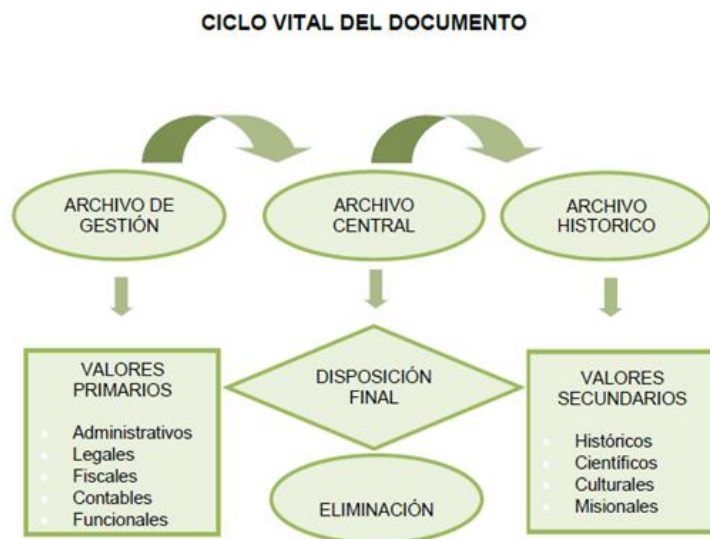 CICLO VITAL DEL DOCUMENTO
ARCHIVO DE
GESTIÓN
ARCHIVO
CENTRAL
ARCHIVO
HISTORICO
VALORES
PRIMARIOS
Administrativos
Legales
Fiscales
Contables
Funcionales
DISPOSICIÓN
FINAL
ELIMINACIÓN
VALORES
SECUNDARIOS
Históricos
Científicos
Culturales
Misionales